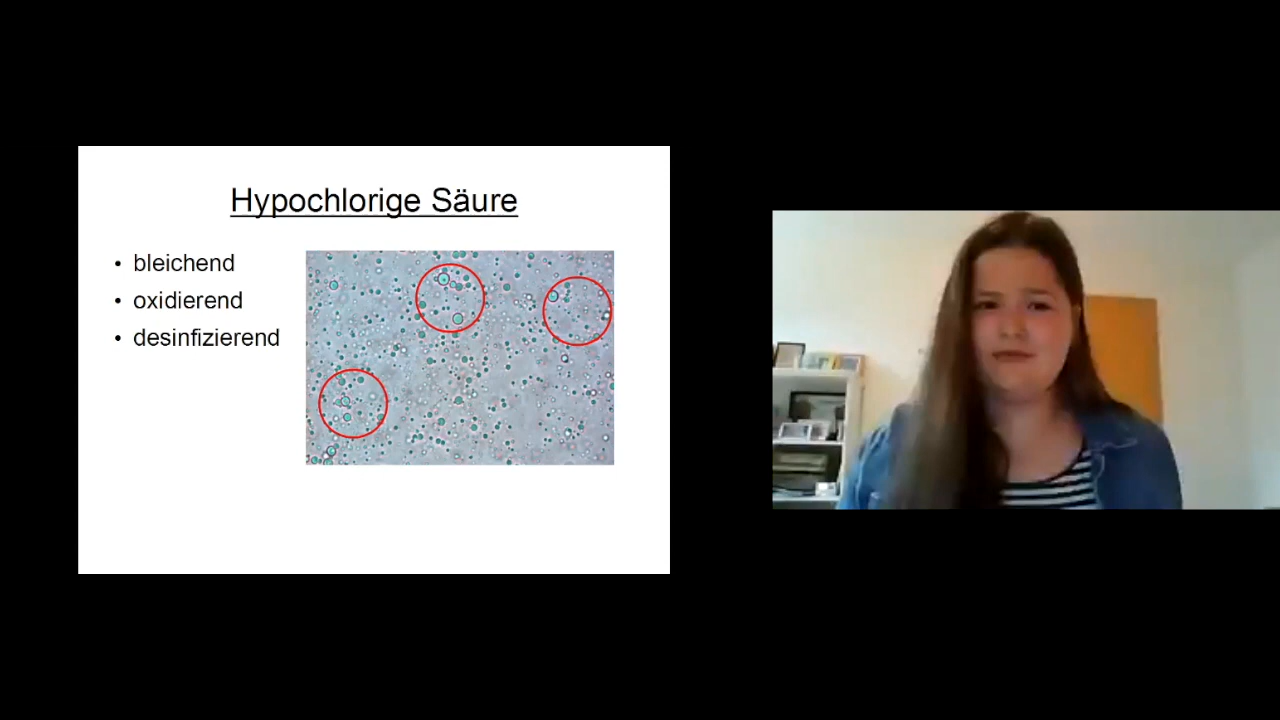 Hypochlorige Säure
• bleichend
• oxidierend
• desinfizierend